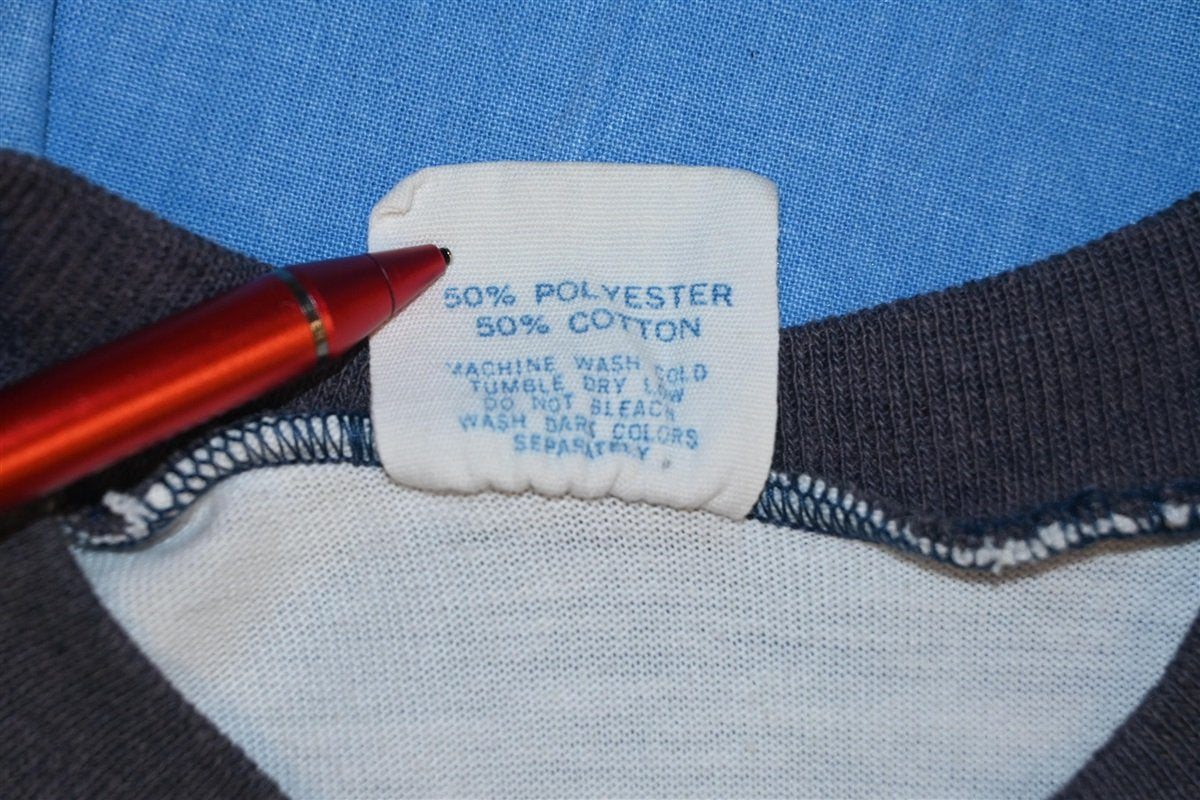 50% POLYESTER
50% COTTON
MACHINE WASH COLD
TUMBLE DRY LOW
DO NOT BLEACH
WASH DARK COLORS
SEPARATELY